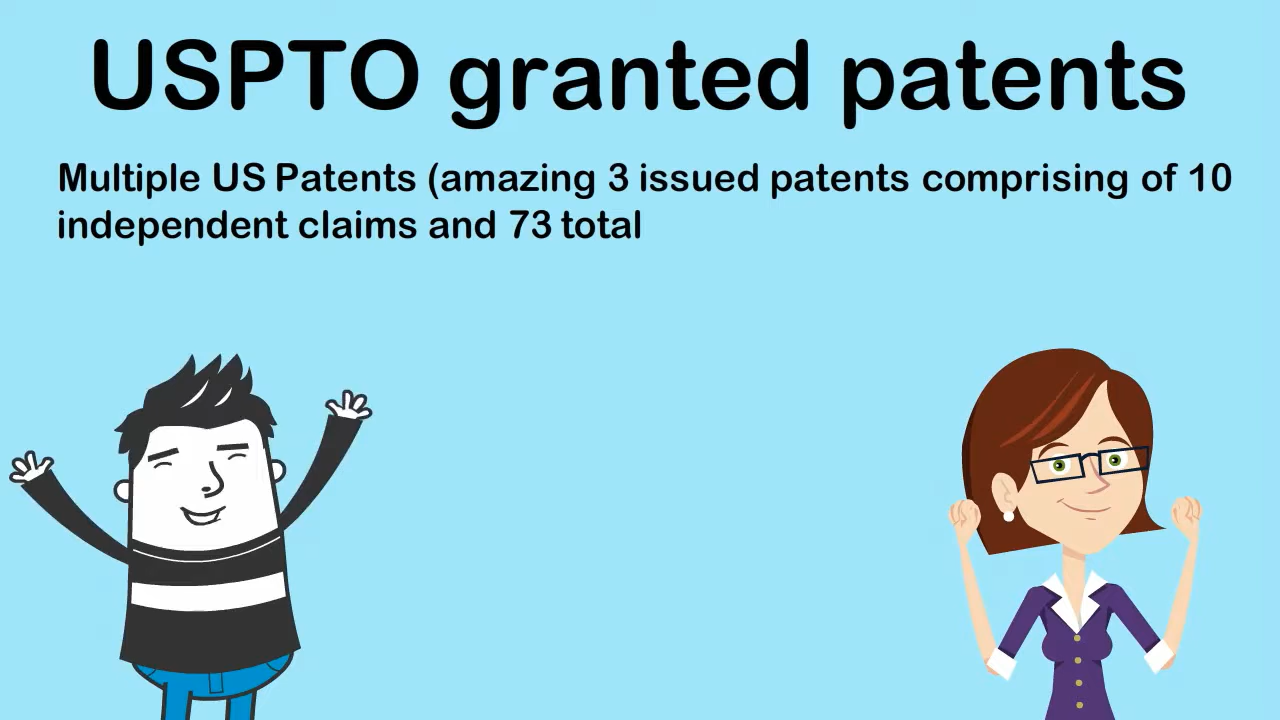 USPTO granted patents
Multiple US Patents (amazing 3 issued patents comprising of 10
independent claims and 73 total